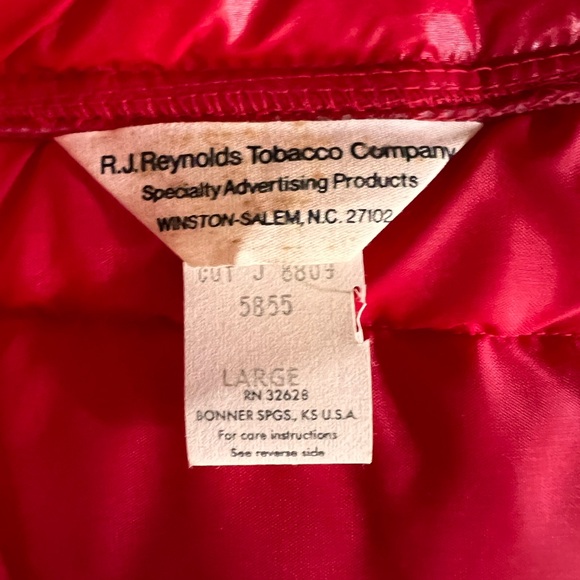 R.J. Reynolds Tobacco Company
Specialty Advertising Products
WINSTON-SALEM, N.C. 27102
CUT J 8809
5855
LARGE
RN 32628
BONNER SPGS., KS U.S.A.
For care instructions
See reverse side